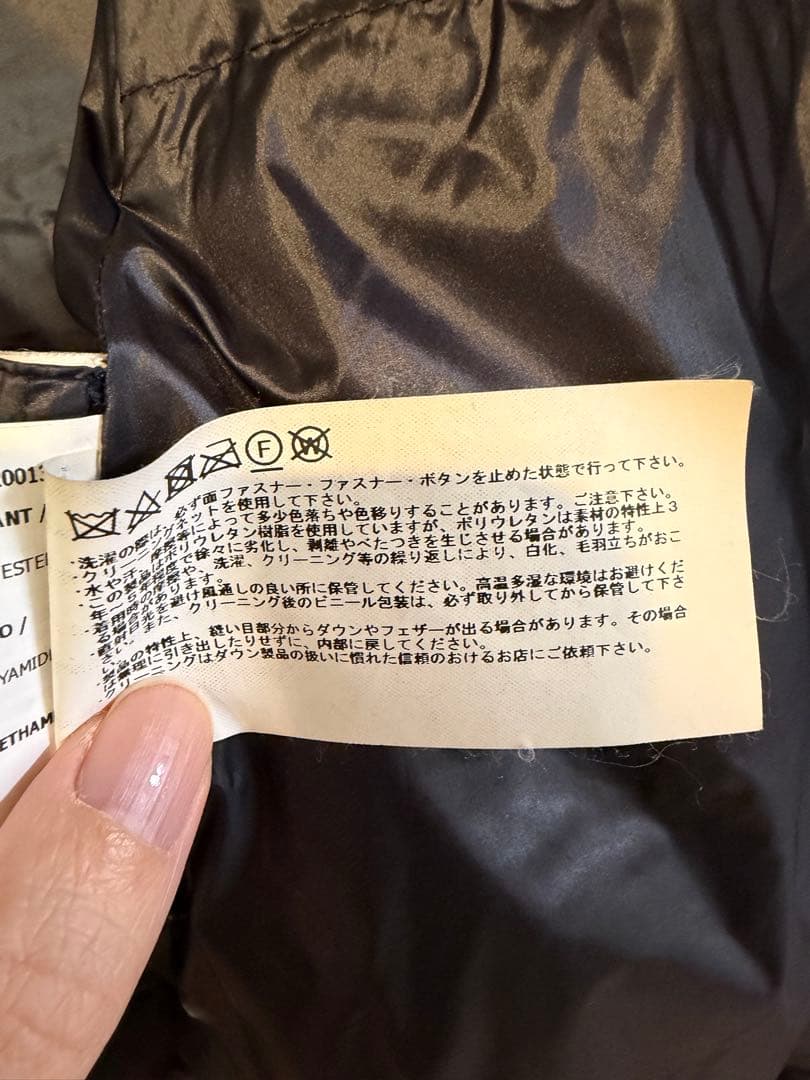 20013
ANT /
YAMID
ETHAM
F
W
・洗濯の際は、必ず面ファスナー・ファスナー・ボタンを止めた状態で行って下さい。
・クリーニングネットを使用して下さい。
・水や汗、摩擦等によって多少色落ちや色移りすることがあります。ご注意下さい。
・この製品はポリウレタン樹脂を使用していますが、ポリウレタンは素材の特性上3
年～5年程度で徐々に劣化し、剥離やべたつきを生じさせる場合があります。
・着用時の摩擦や、洗濯、クリーニング等の繰り返しにより、白化、毛羽立ちがおこ
る場合があります。
・直射日光を避け風通しの良い所に保管してください。高温多湿な環境はお避けくだ
さい。また、クリーニング後のビニール包装は、必ず取り外してから保管して下さ
・製品の特性上、縫い目部分からダウンやフェザーが出る場合があります。その場合
は無理に引き出したりせずに、内部に戻してください。
・クリーニングはダウン製品の扱いに慣れた信頼のおけるお店にご依頼下さい。